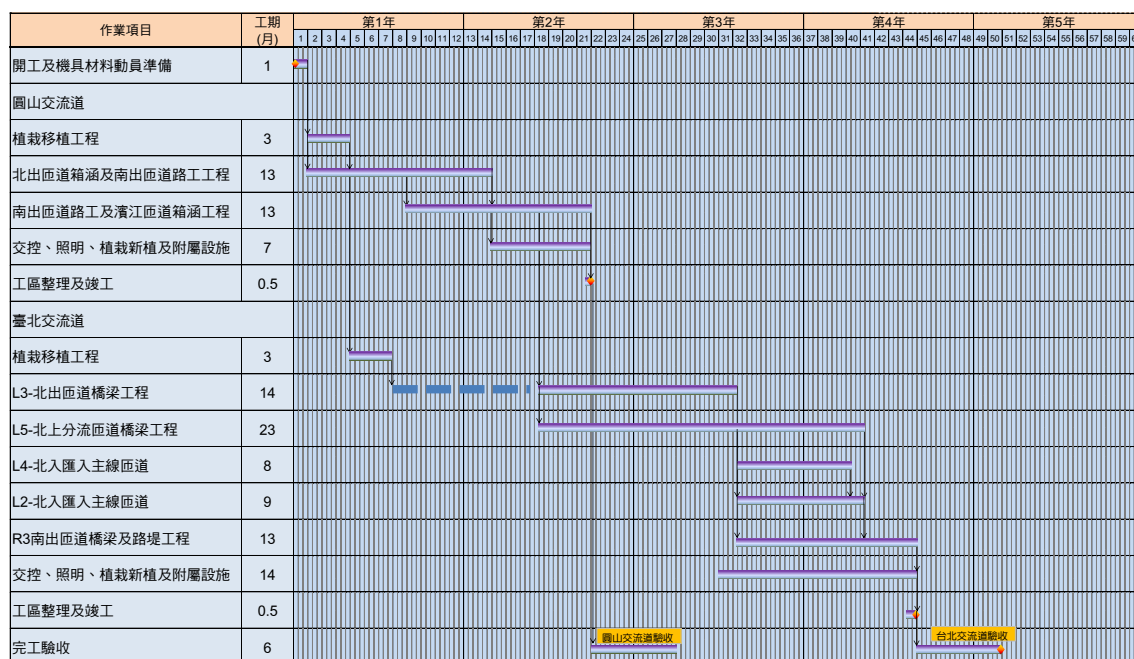 作業項目 工期(月) 第1年 第2年 第3年 第4年 第5年
1 2 3 4 5 6 7 8 9 10 11 12 13 14 15 16 17 18 19 20 21 22 23 24 25 26 27 28 29 30 31 32 33 34 35 36 37 38 39 40 41 42 43 44 45 46 47 48 49 50 51 52 53 54 55 56 57 58 59
開工及機具材料動員準備 1
圓山交流道
植栽移植工程 3
北出匝道箱涵及南出匝道路工工程 13
南出匝道路工及濱江匝道箱涵工程 13
交控、照明、植栽新植及附屬設施 7
工區整理及竣工 0.5
臺北交流道
植栽移植工程 3
L3-北出匝道橋梁工程 14
L5-北上分流匝道橋梁工程 23
L4-北入匯入主線匝道 8
L2-北入匯入主線匝道 9
R3南出匝道橋梁及路堤工程 13
交控、照明、植栽新植及附屬設施 14
工區整理及竣工 0.5
完工驗收 6 圓山交流道驗收 台北交流道驗收